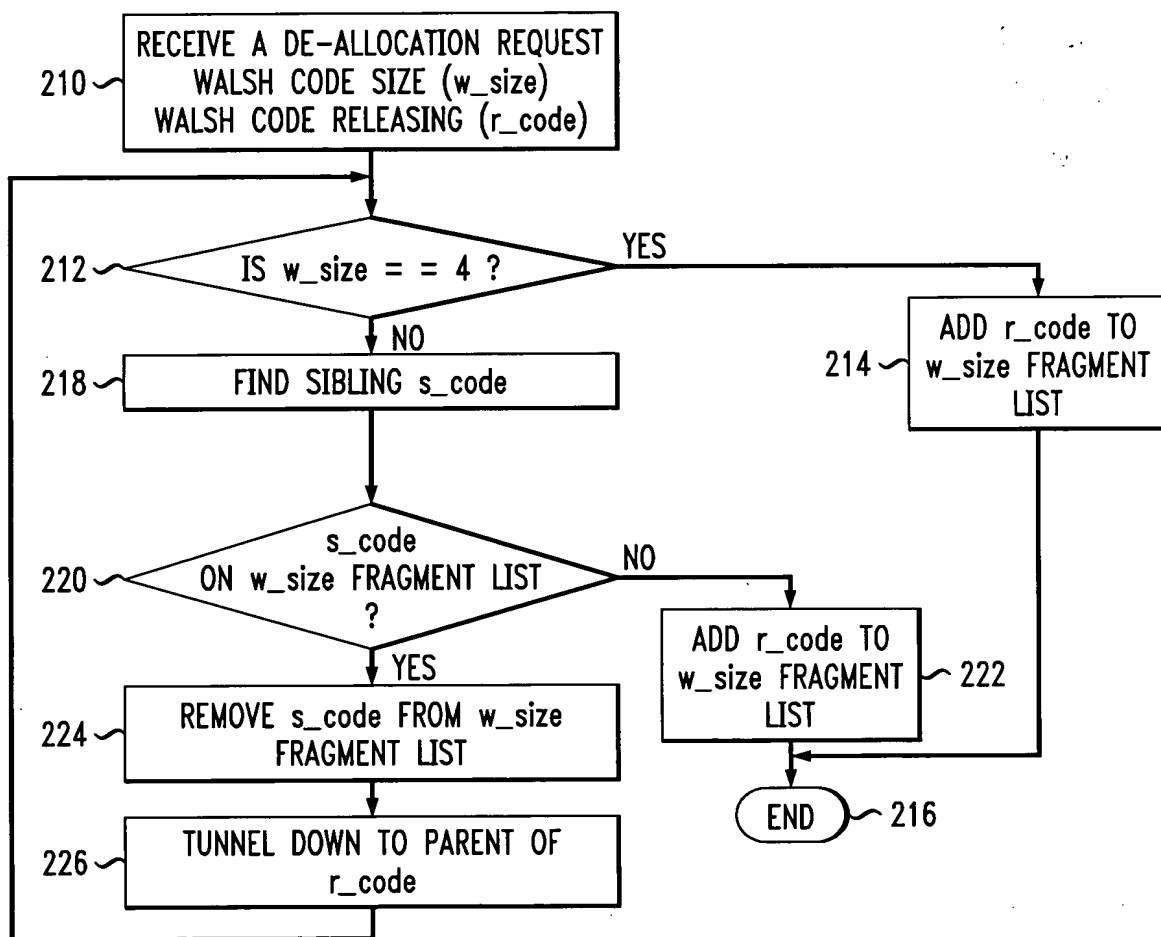 RECEIVE A DE-ALLOCATION REQUEST
WALSH CODE SIZE (w_size)
WALSH CODE RELEASING (r_code)
210
212
IS w_size = = 4 ?
YES
NO
ADD r_code TO
w_size FRAGMENT
LIST
214
218
FIND SIBLING s_code
220
s_code
ON w_size FRAGMENT LIST
?
NO
YES
ADD r_code TO
w_size FRAGMENT
LIST
222
224
REMOVE s_code FROM w_size
FRAGMENT LIST
END
216
226
TUNNEL DOWN TO PARENT OF
r_code